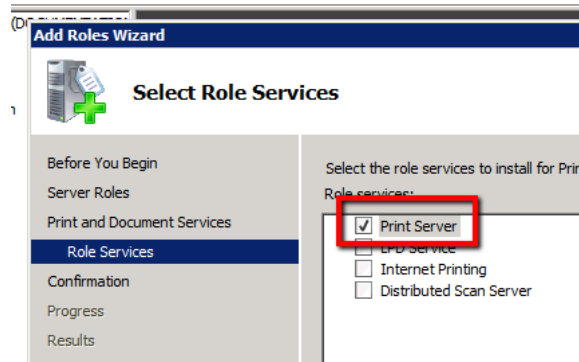 Add Roles Wizard
Select Role Services
Before You Begin
Server Roles
Print and Document Services
Role Services
Confirmation
Progress
Results
Select the role services to install for Prin
Role services:
Print Server
LPD Service
Internet Printing
Distributed Scan Server